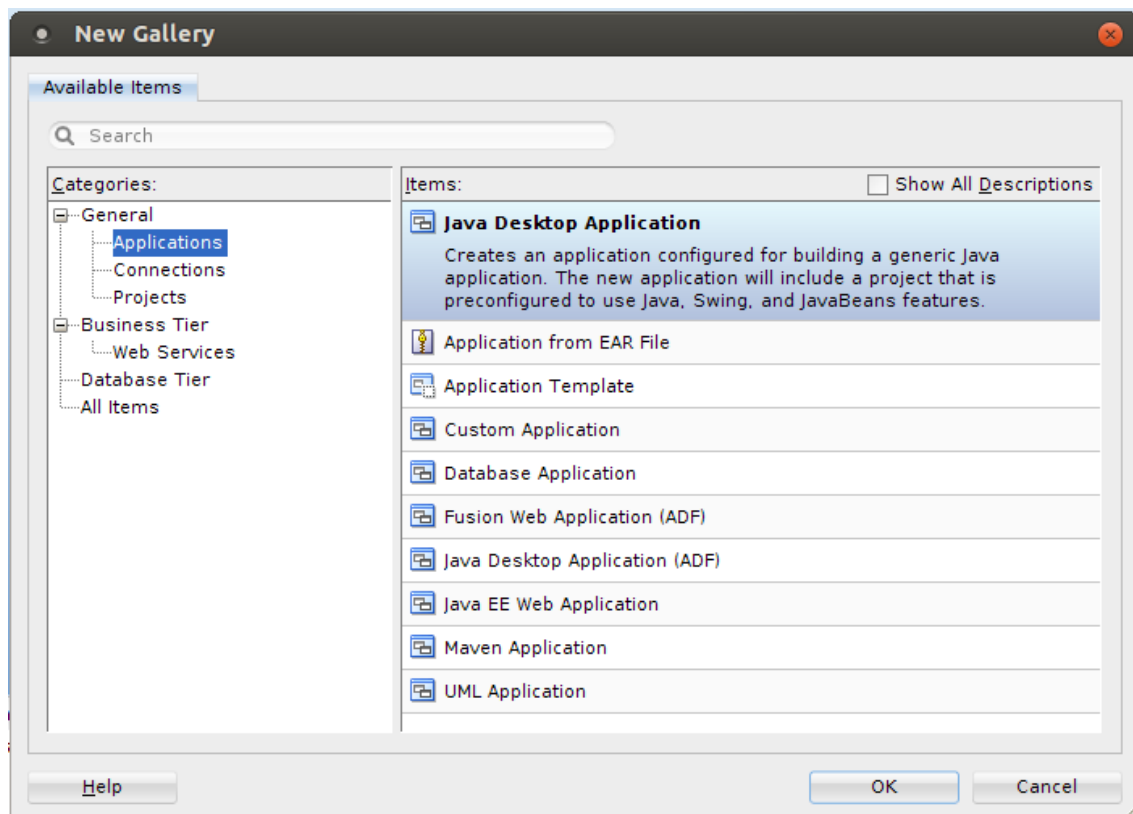 New Gallery
Available Items
Search
Categories:
General
Applications
Connections
Projects
Business Tier
Web Services
Database Tier
All Items
Items:
Show All Descriptions
Java Desktop Application
Creates an application configured for building a generic Java
application. The new application will include a project that is
preconfigured to use Java, Swing, and JavaBeans features.
Application from EAR File
Application Template
Custom Application
Database Application
Fusion Web Application (ADF)
Java Desktop Application (ADF)
Java EE Web Application
Maven Application
UML Application
Help
OK
Cancel